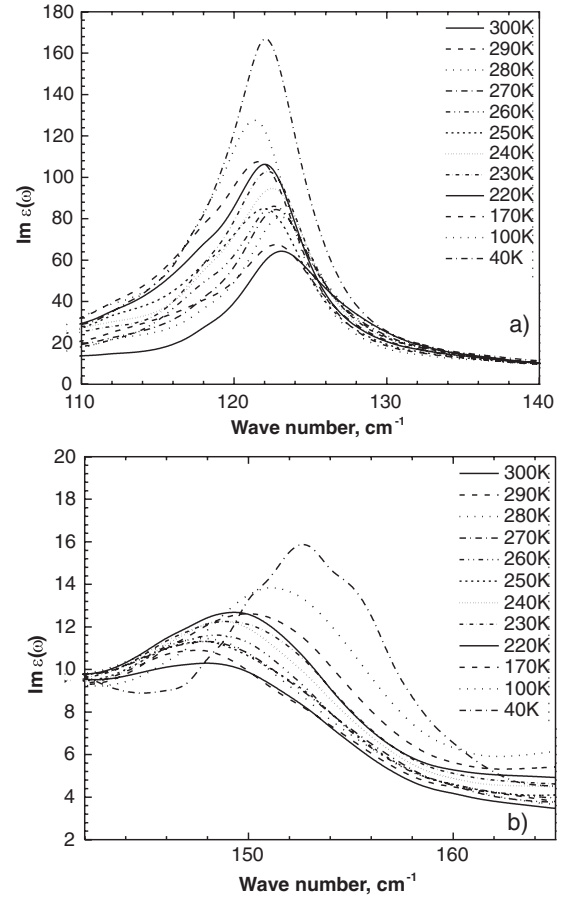 180
160
140
120
100
80
60
40
20
0
Im ε(ω)
300K
290K
280K
270K
260K
250K
240K
230K
220K
170K
100K
40K
a)
110 120 130 140
Wave number, cm-1
20
18
16
14
12
10
8
6
4
2
Im ε(ω)
300K
290K
280K
270K
260K
250K
240K
230K
220K
170K
100K
40K
b)
150 160
Wave number, cm-1